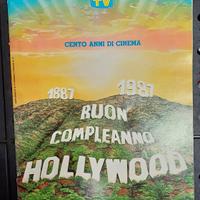 TV
CENTO ANNI DI CINEMA
1887 1987
BUON
COMPLEANNO
HOLLYWOOD